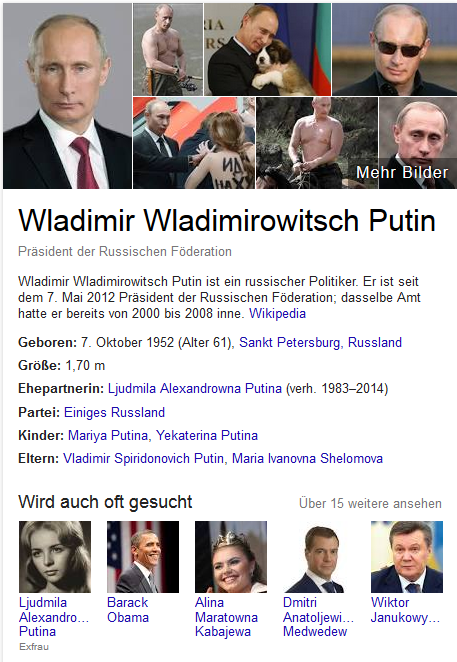 Mehr Bilder
Wladimir Wladimirowitsch Putin
Präsident der Russischen Föderation
Wladimir Wladimirowitsch Putin ist ein russischer Politiker. Er ist seit
dem 7. Mai 2012 Präsident der Russischen Föderation; dasselbe Amt
hatte er bereits von 2000 bis 2008 inne. Wikipedia
Geboren: 7. Oktober 1952 (Alter 61), Sankt Petersburg, Russland
Größe: 1,70 m
Ehepartnerin: Ljudmila Alexandrowna Putina (verh. 1983–2014)
Partei: Einiges Russland
Kinder: Mariya Putina, Yekaterina Putina
Eltern: Vladimir Spiridonovich Putin, Maria Ivanovna Shelomova
Wird auch oft gesucht
Über 15 weitere ansehen
Ljudmila
Alexandro...
Putina
Exfrau
Barack
Obama
Alina
Maratowna
Kabajewa
Dmitri
Anatoljewi...
Medwedew
Wiktor
Janukowy...